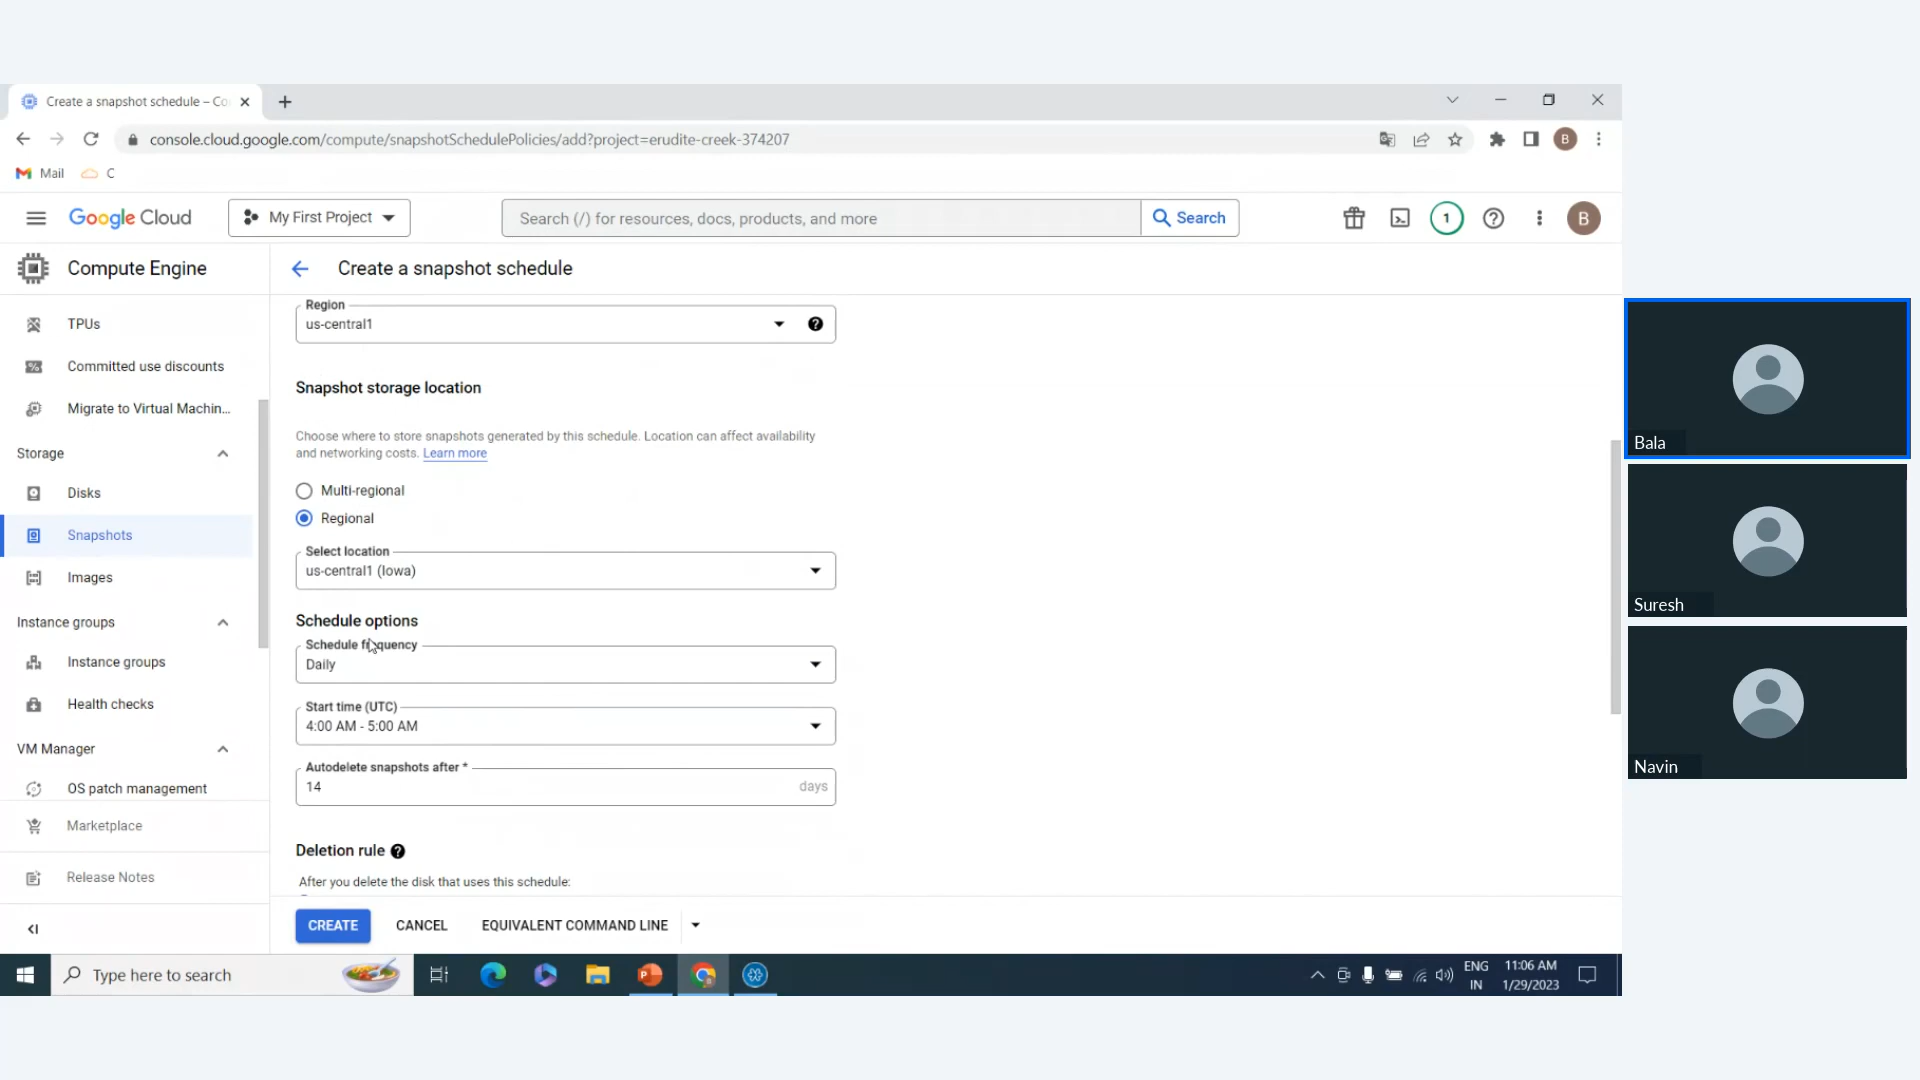 Create a snapshot schedule – Co
console.cloud.google.com/compute/snapshotSchedulePolicies/add?project=erudite-creek-374207
B
Mail
C
Google Cloud
My First Project
Search (/) for resources, docs, products, and more
Search
1
B
Compute Engine
Create a snapshot schedule
TPUs
Committed use discounts
Migrate to Virtual Machin...
Storage
Disks
Snapshots
Images
Instance groups
Instance groups
Health checks
VM Manager
OS patch management
Marketplace
Release Notes
Region
us-central1
Snapshot storage location
Choose where to store snapshots generated by this schedule. Location can affect availability
and networking costs. Learn more
Multi-regional
Regional
Select location
us-central1 (Iowa)
Schedule options
Schedule frequency
Daily
Start time (UTC)
4:00 AM - 5:00 AM
Autodelete snapshots after *
14
days
Deletion rule
After you delete the disk that uses this schedule:
CREATE
CANCEL
EQUIVALENT COMMAND LINE
Bala
Suresh
Navin
Type here to search
ENG
IN
11:06 AM
1/29/2023